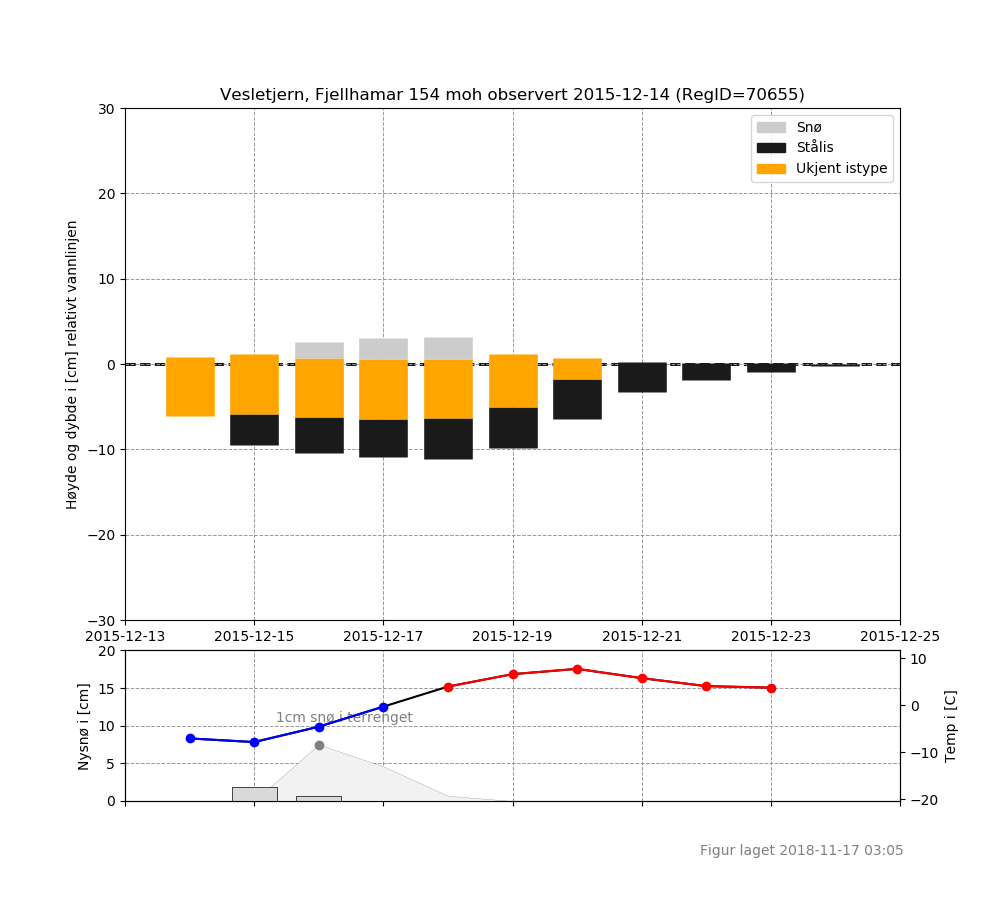 Vesletjern, Fjellhamar 154 moh observert 2015-12-14 (RegID=70655)
Snø
Stålis
Ukjent istype
Høyde og dybde i [cm] relativt vannlinjen
30
20
10
0
−10
−20
−30
2015-12-13 2015-12-15 2015-12-17 2015-12-19 2015-12-21 2015-12-23 2015-12-25
Nysnø i [cm]
20
15
10
5
0
1cm snø i terrenget
10
0
−10
−20
Temp i [C]
Figur laget 2018-11-17 03:05